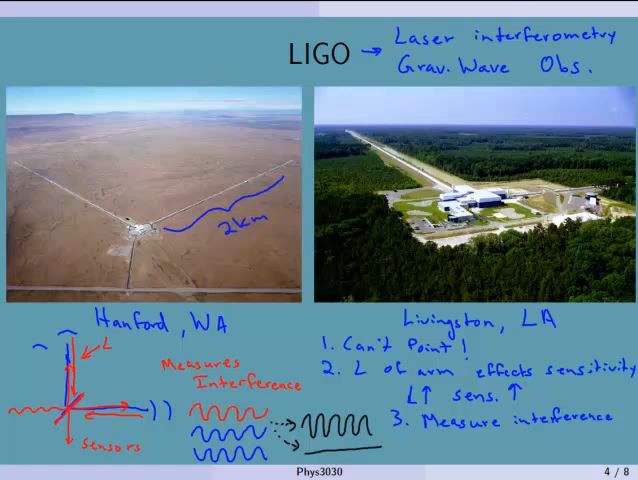 LIGO → Laser interferometry
Grav. Wave Obs.
2km
Hanford, WA
Livingston, LA
L
sensors
Measures
Interference
1. Can't Point!
2. L of arm effects sensitivity
L↑ sens. ↑
3. Measure interference
Phys3030
4 / 8